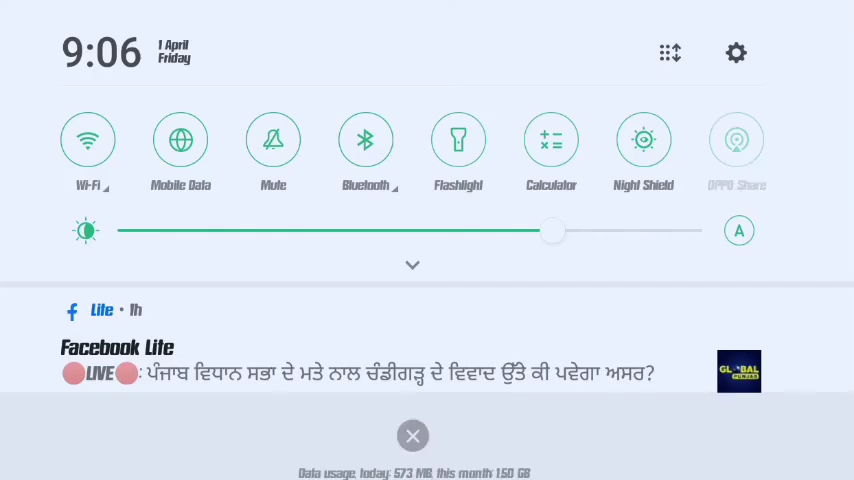 9:06
1 April
Friday
Wi-Fi
Mobile Data
Mute
Bluetooth
Flashlight
Calculator
Night Shield
OPPO Share
A
Lite • 1h
Facebook Lite
🔴LIVE🔴: ਪੰਜਾਬ ਵਿਧਾਨ ਸਭਾ ਦੇ ਮਤੇ ਨਾਲ ਚੰਡੀਗੜ੍ਹ ਦੇ ਵਿਵਾਦ ਉੱਤੇ ਕੀ ਪਵੇਗਾ ਅਸਰ?
GLOBAL
PUNJAB
Data usage, today: 573 MB, this month: 1.50 GB